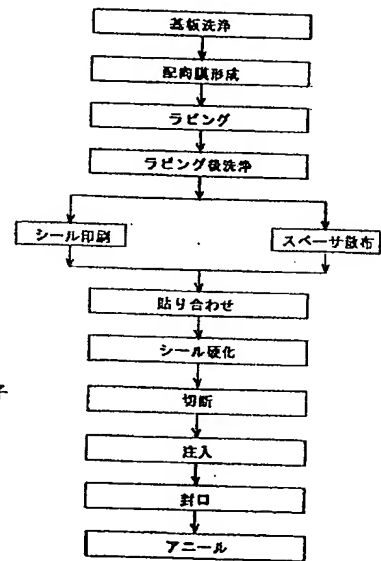 基板洗浄
配向膜形成
ラビング
ラビング後洗浄
シール印刷
スペーサ散布
貼り合わせ
シール硬化
子
切断
注入
封口
アニール